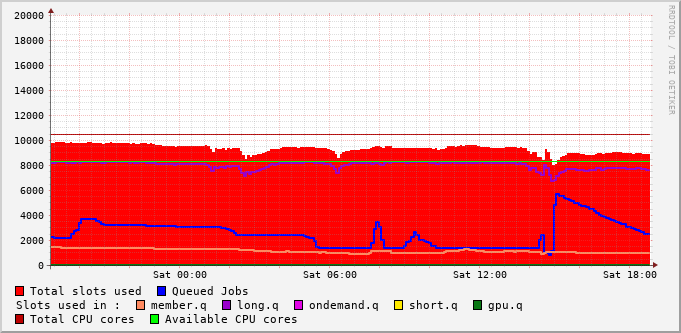 RRDTOOL / TOBI OETIKER
20000
18000
16000
14000
12000
10000
8000
6000
4000
2000
0
Sat 00:00 Sat 06:00 Sat 12:00 Sat 18:00
Total slots used Queued Jobs
Slots used in : member.q long.q ondemand.q short.q gpu.q
Total CPU cores Available CPU cores